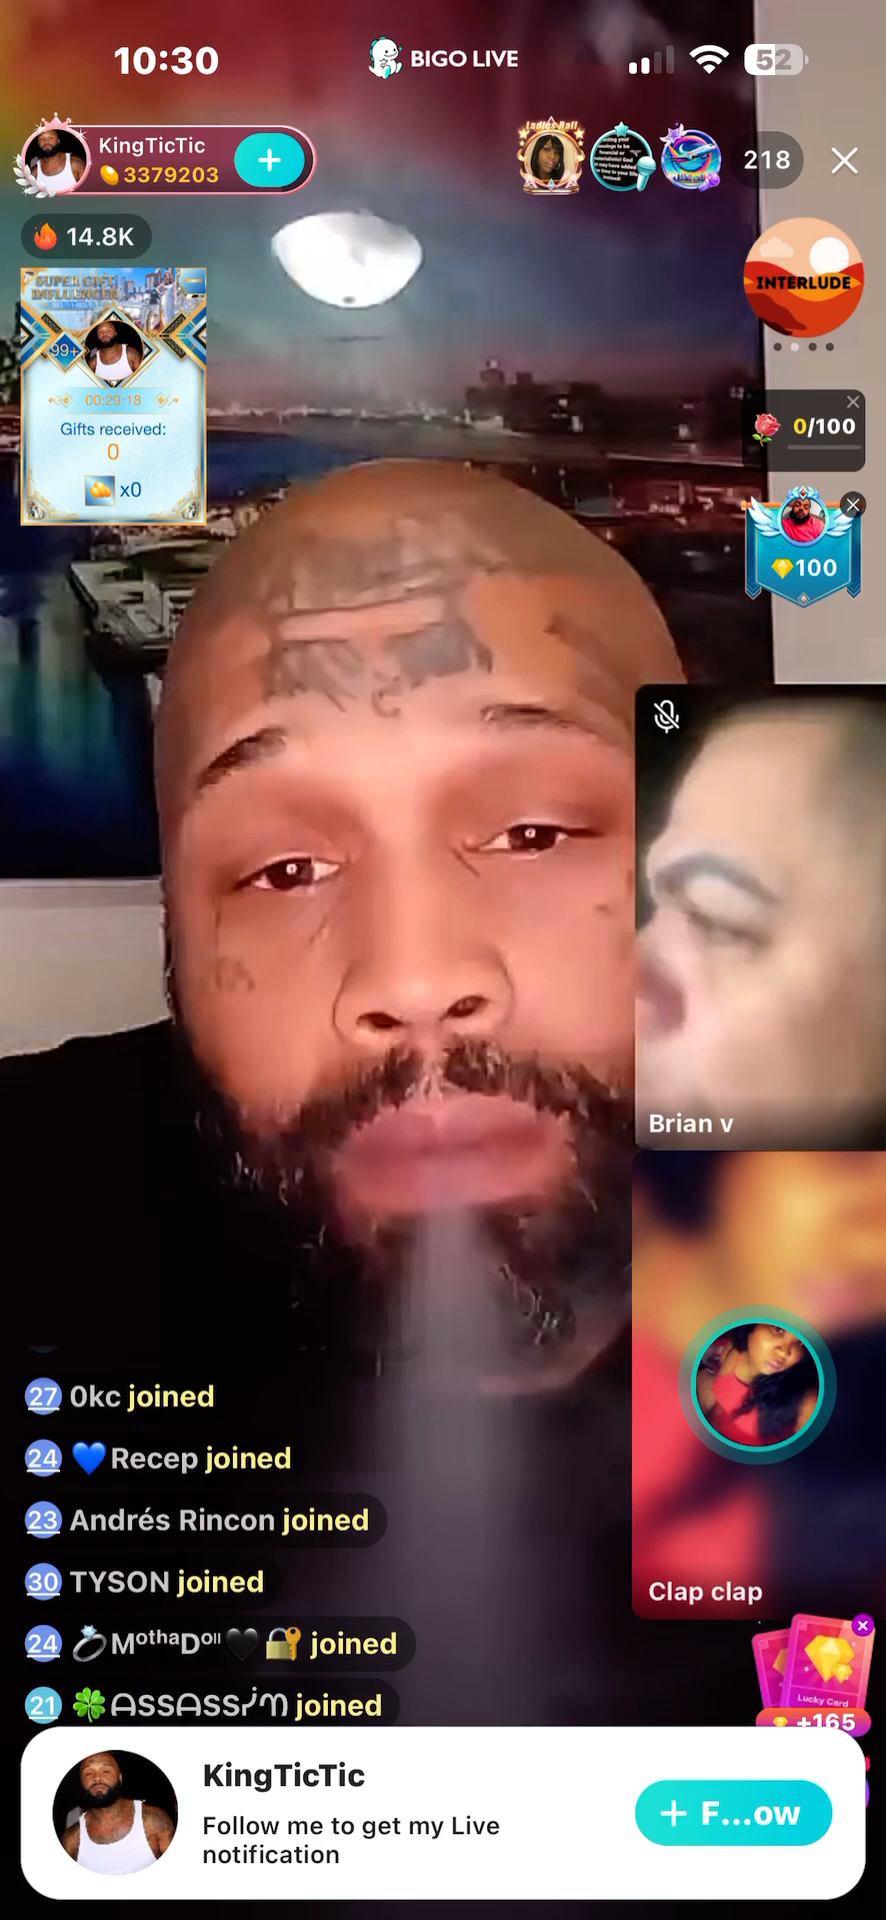 10:30
BIGO LIVE
52
KingTicTic
3379203
Ladies Ball
218
14.8K
SUPER GIFT
INFLUENCER
INTERLUDE
99+
00:29:18
Gifts received:
0
x0
0/100
100
Brian v
27 0kc joined
24 💙Recep joined
23 Andrés Rincon joined
30 TYSON joined
24 💍MᵒᵗʰᵃDᵒˡˡ🖤🔐 joined
21 🍀ᗩSSᗩSSᓰᘻ joined
Clap clap
Lucky Card
+165
KingTicTic
Follow me to get my Live
notification
+ F...ow